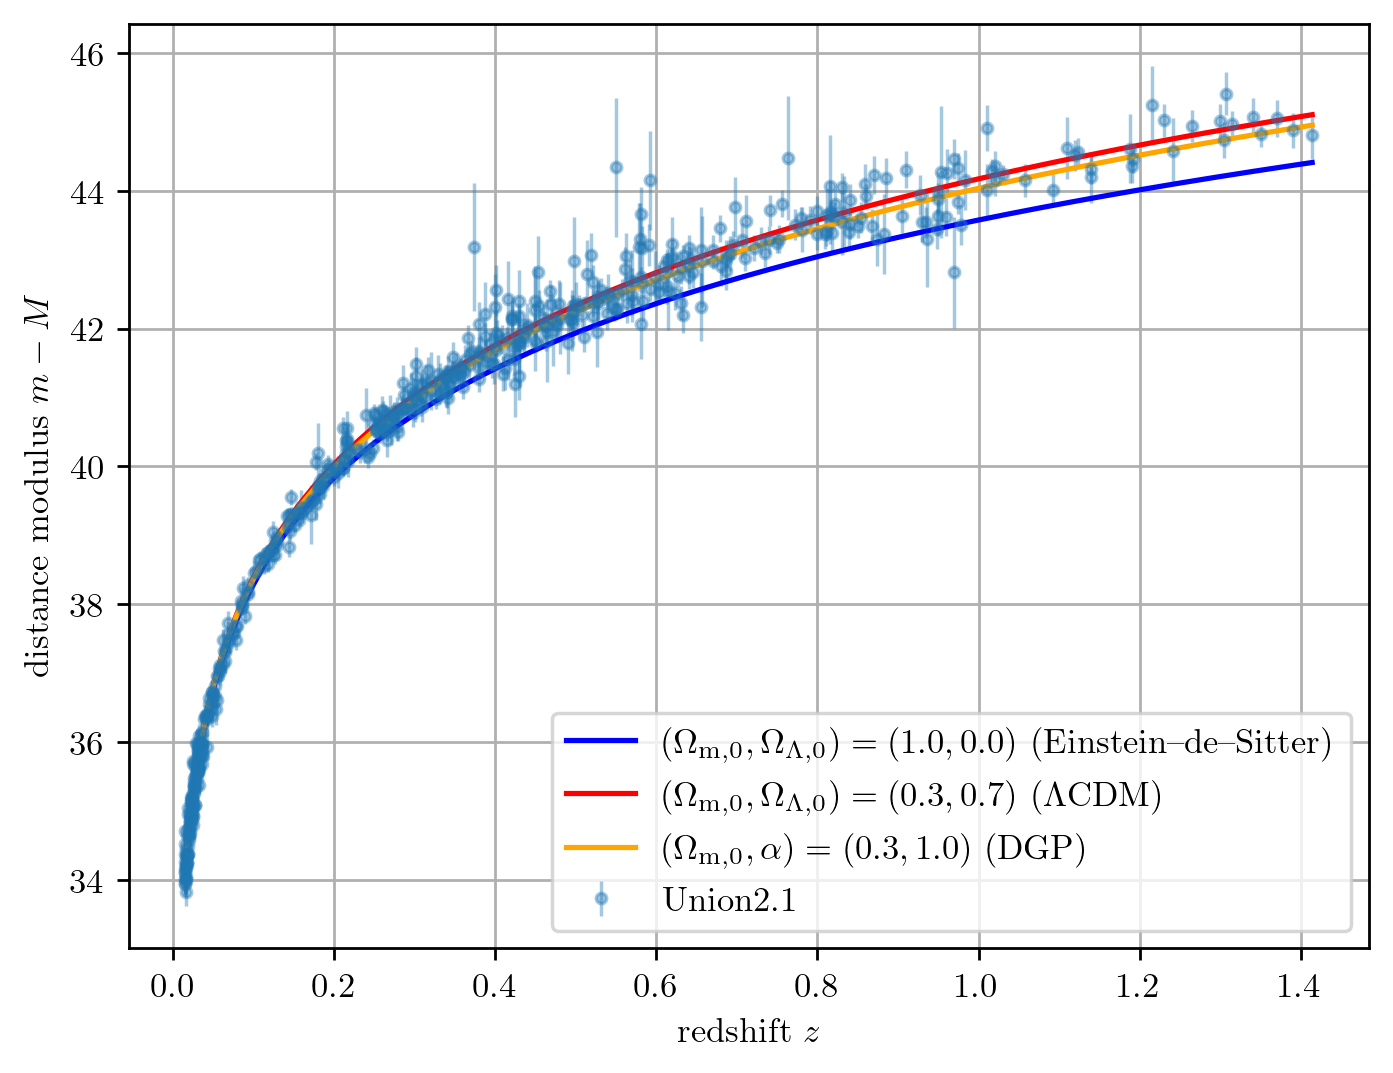 46
44
42
40
38
36
34
distance modulus m − M
(Ωm,0, ΩΛ,0) = (1.0, 0.0) (Einstein–de–Sitter)
(Ωm,0, ΩΛ,0) = (0.3, 0.7) (ΛCDM)
(Ωm,0, α) = (0.3, 1.0) (DGP)
Union2.1
0.0 0.2 0.4 0.6 0.8 1.0 1.2 1.4
redshift z